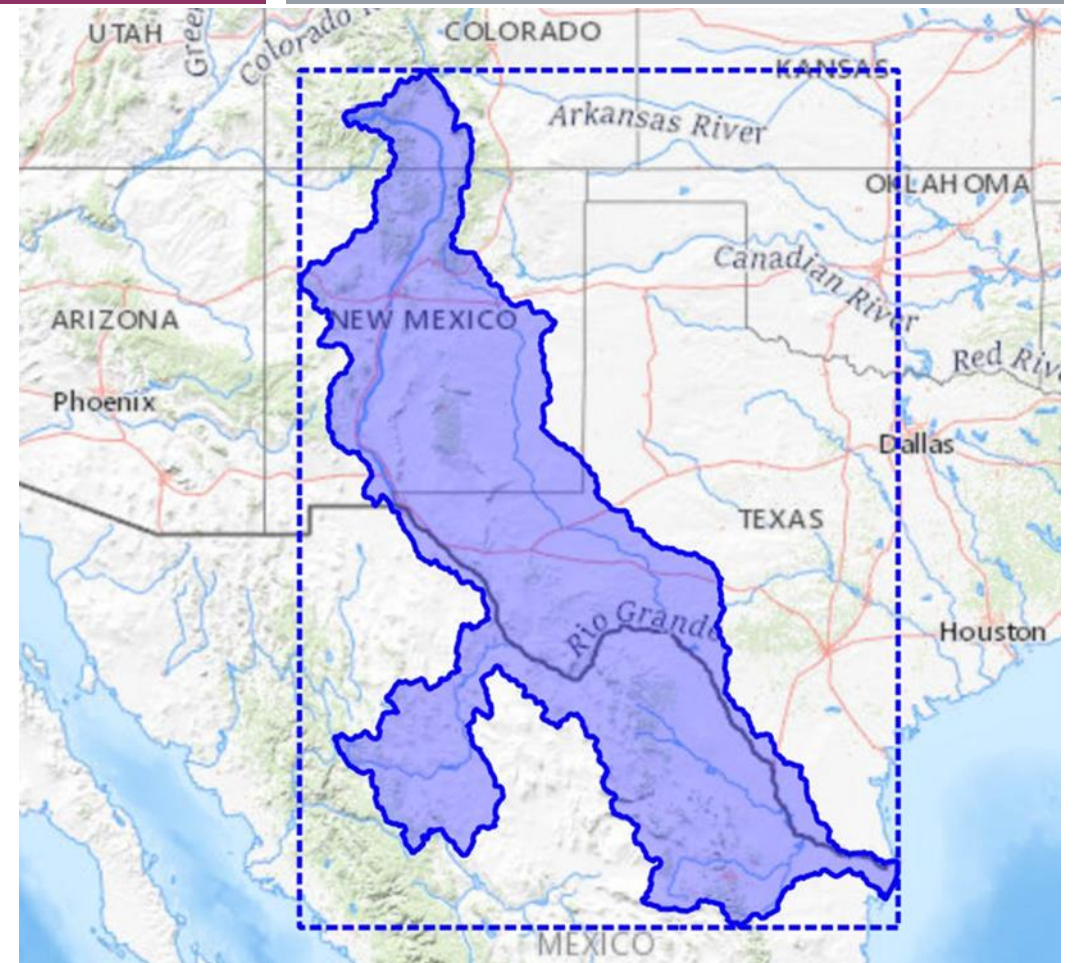 UTAH
COLORADO
Green
Colorado
KANSAS
Arkansas River
OKLAHOMA
Canadian River
ARIZONA
NEW MEXICO
Red
Phoenix
Dallas
TEXAS
Rio Grande
Houston
MEXICO